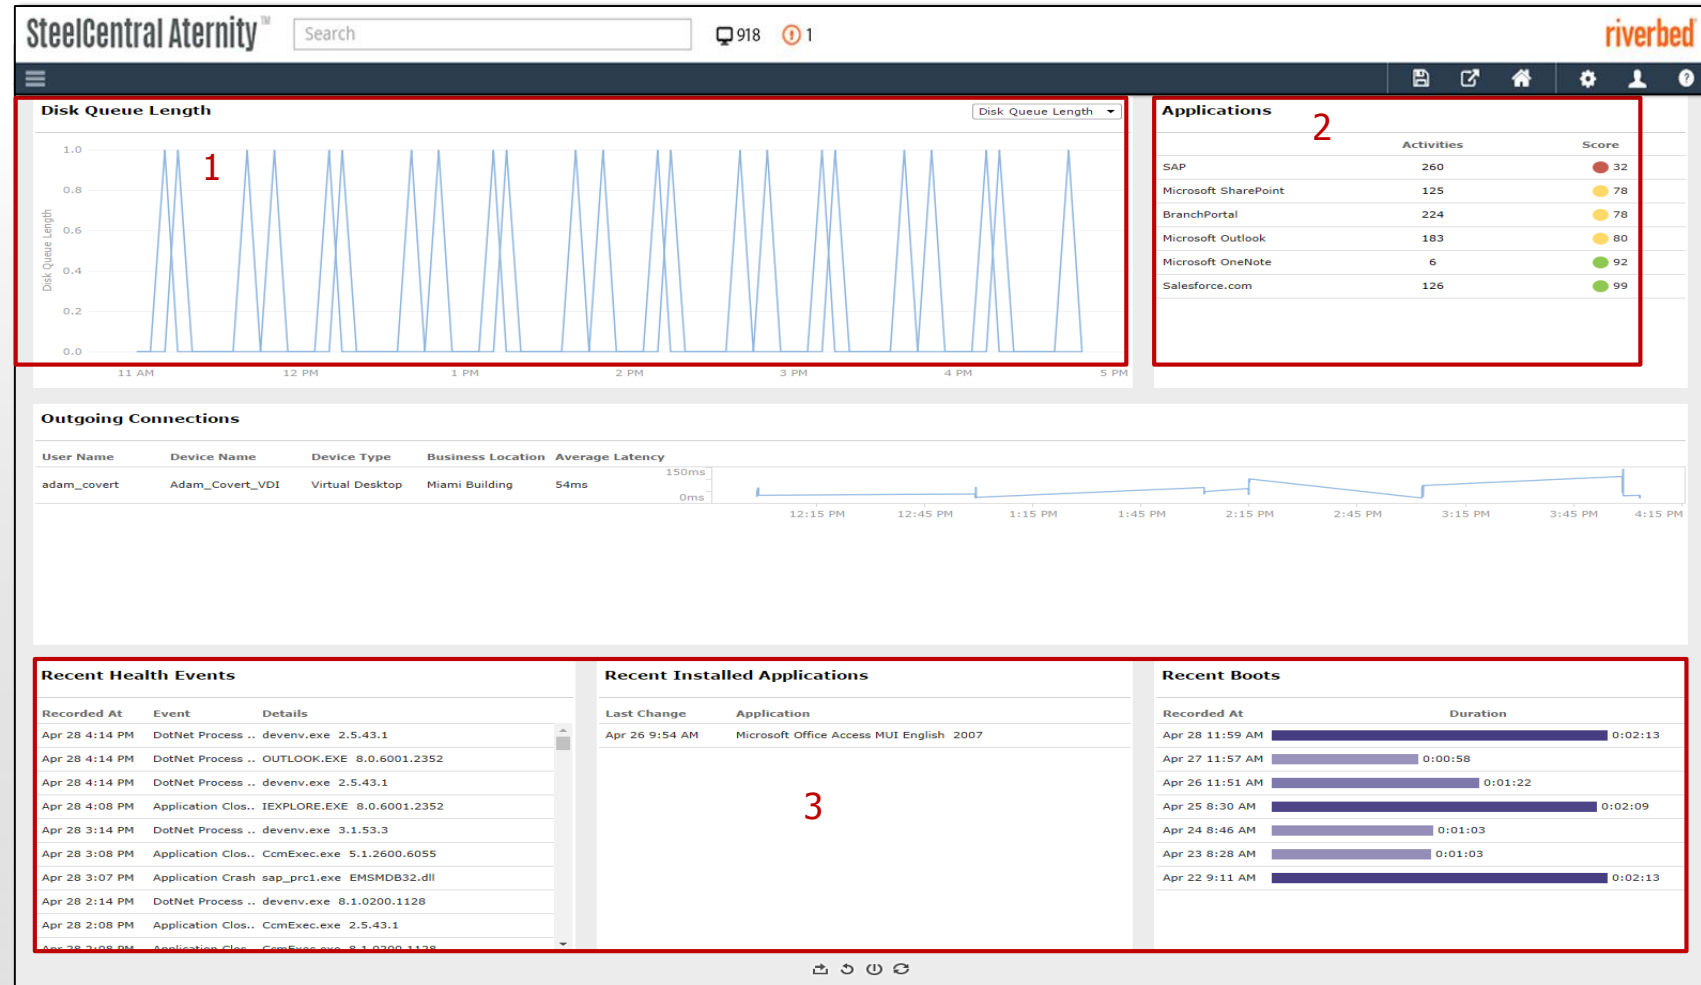 SteelCentral Aternity™ Search 918 1 riverbed
Disk Queue Length
Disk Queue Length
1
1.0
0.8
0.6
0.4
0.2
0.0
Disk Queue Length
11 AM 12 PM 1 PM 2 PM 3 PM 4 PM 5 PM
Applications
2
Activities Score
SAP 260 32
Microsoft SharePoint 125 78
BranchPortal 224 78
Microsoft Outlook 183 80
Microsoft OneNote 6 92
Salesforce.com 126 99
Outgoing Connections
User Name Device Name Device Type Business Location Average Latency
adam_covert Adam_Covert_VDI Virtual Desktop Miami Building 54ms
150ms
0ms
12:15 PM 12:45 PM 1:15 PM 1:45 PM 2:15 PM 2:45 PM 3:15 PM 3:45 PM 4:15 PM
Recent Health Events
Recorded At Event Details
Apr 28 4:14 PM DotNet Process .. devenv.exe 2.5.43.1
Apr 28 4:14 PM DotNet Process .. OUTLOOK.EXE 8.0.6001.2352
Apr 28 4:14 PM DotNet Process .. devenv.exe 2.5.43.1
Apr 28 4:08 PM Application Clos.. IEXPLORE.EXE 8.0.6001.2352
Apr 28 3:14 PM DotNet Process .. devenv.exe 3.1.53.3
Apr 28 3:08 PM Application Clos.. CcmExec.exe 5.1.2600.6055
Apr 28 3:07 PM Application Crash sap_prc1.exe EMSMDB32.dll
Apr 28 2:14 PM DotNet Process .. devenv.exe 8.1.0200.1128
Apr 28 2:08 PM Application Clos.. CcmExec.exe 2.5.43.1
Apr 28 2:08 PM Application Clos.. CcmExec.exe 8.1.0200.1128
Recent Installed Applications
Last Change Application
Apr 26 9:54 AM Microsoft Office Access MUI English 2007
3
Recent Boots
Recorded At Duration
Apr 28 11:59 AM 0:02:13
Apr 27 11:57 AM 0:00:58
Apr 26 11:51 AM 0:01:22
Apr 25 8:30 AM 0:02:09
Apr 24 8:46 AM 0:01:03
Apr 23 8:28 AM 0:01:03
Apr 22 9:11 AM 0:02:13